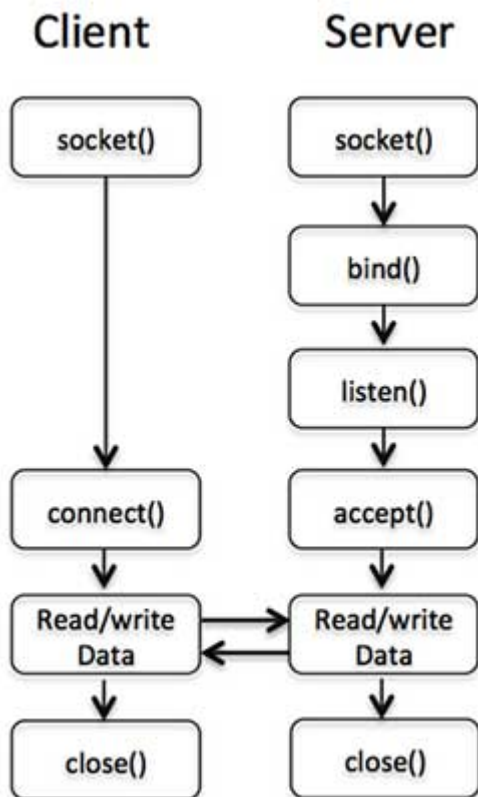 Client Server
socket() socket()
bind()
listen()
connect() accept()
Read/write Read/write
Data Data
close() close()